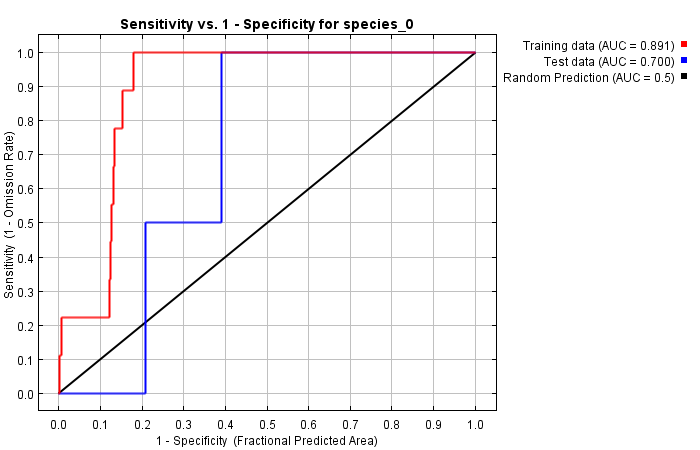 Sensitivity vs. 1 - Specificity for species_0
Training data (AUC = 0.891)
Test data (AUC = 0.700)
Random Prediction (AUC = 0.5)
Sensitivity (1 - Omission Rate)
1.0
0.9
0.8
0.7
0.6
0.5
0.4
0.3
0.2
0.1
0.0
0.0 0.1 0.2 0.3 0.4 0.5 0.6 0.7 0.8 0.9 1.0
1 - Specificity (Fractional Predicted Area)